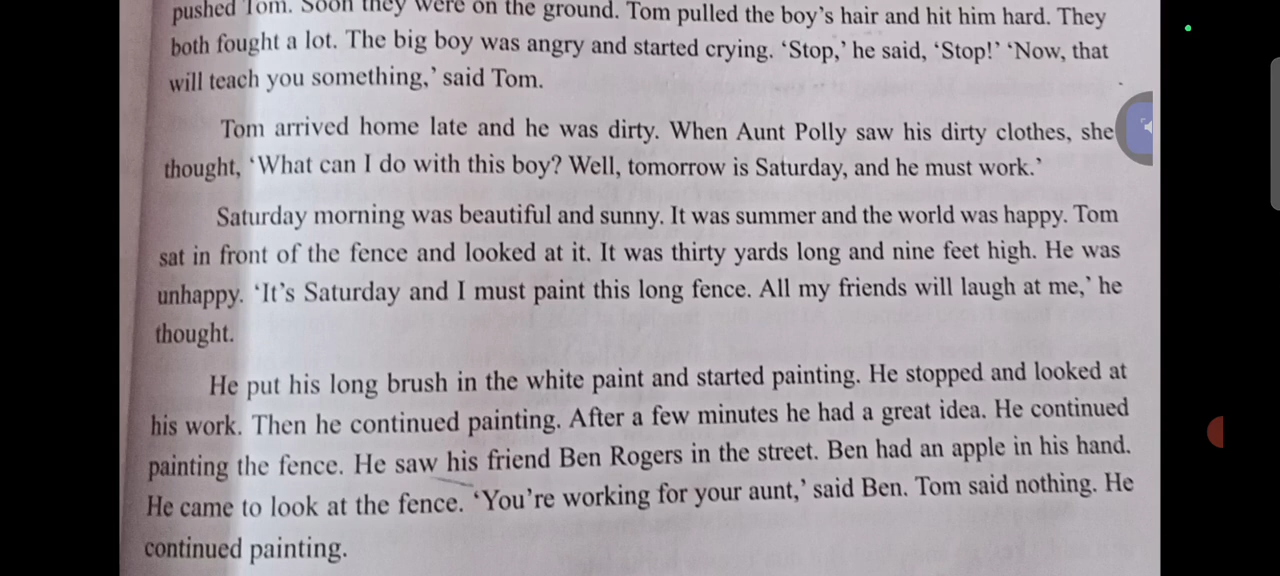 pushed Tom. Soon they were on the ground. Tom pulled the boy's hair and hit him hard. They
both fought a lot. The big boy was angry and started crying. ‘Stop,’ he said, ‘Stop!’ ‘Now, that
will teach you something,’ said Tom.
Tom arrived home late and he was dirty. When Aunt Polly saw his dirty clothes, she
thought, ‘What can I do with this boy? Well, tomorrow is Saturday, and he must work.’
Saturday morning was beautiful and sunny. It was summer and the world was happy. Tom
sat in front of the fence and looked at it. It was thirty yards long and nine feet high. He was
unhappy. ‘It’s Saturday and I must paint this long fence. All my friends will laugh at me,’ he
thought.
He put his long brush in the white paint and started painting. He stopped and looked at
his work. Then he continued painting. After a few minutes he had a great idea. He continued
painting the fence. He saw his friend Ben Rogers in the street. Ben had an apple in his hand.
He came to look at the fence. ‘You’re working for your aunt,’ said Ben. Tom said nothing. He
continued painting.